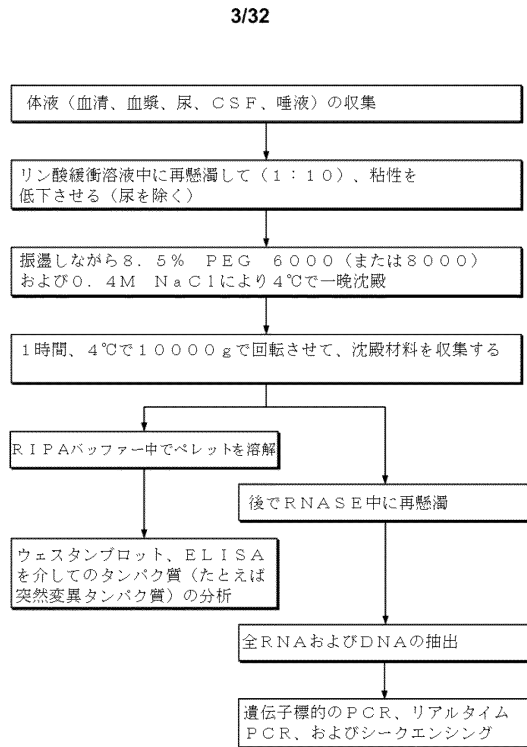 3/32
体液（血清、血漿、尿、ＣＳＦ、唾液）の収集
リン酸緩衝溶液中に再懸濁して（１：１０）、粘性を
低下させる（尿を除く）
振盪しながら８．５％　ＰＥＧ　６０００（または８０００）
および０．４Ｍ　ＮａＣｌにより４℃で一晩沈殿
１時間、４℃で１００００ｇで回転させて、沈殿材料を収集する
ＲＩＰＡバッファー中でペレットを溶解
後でＲＮＡＳＥ中に再懸濁
ウェスタンブロット、ＥＬＩＳＡ
を介してのタンパク質（たとえば
突然変異タンパク質）の分析
全ＲＮＡおよびＤＮＡの抽出
遺伝子標的のＰＣＲ、リアルタイム
ＰＣＲ、およびシークエンシング